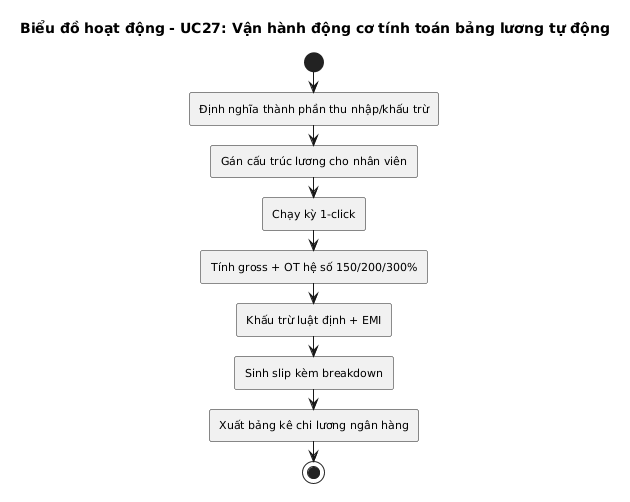 Biểu đồ hoạt động - UC27: Vận hành động cơ tính toán bảng lương tự động
Định nghĩa thành phần thu nhập/khấu trừ
Gán cấu trúc lương cho nhân viên
Chạy kỳ 1-click
Tính gross + OT hệ số 150/200/300%
Khấu trừ luật định + EMI
Sinh slip kèm breakdown
Xuất bảng kê chi lương ngân hàng